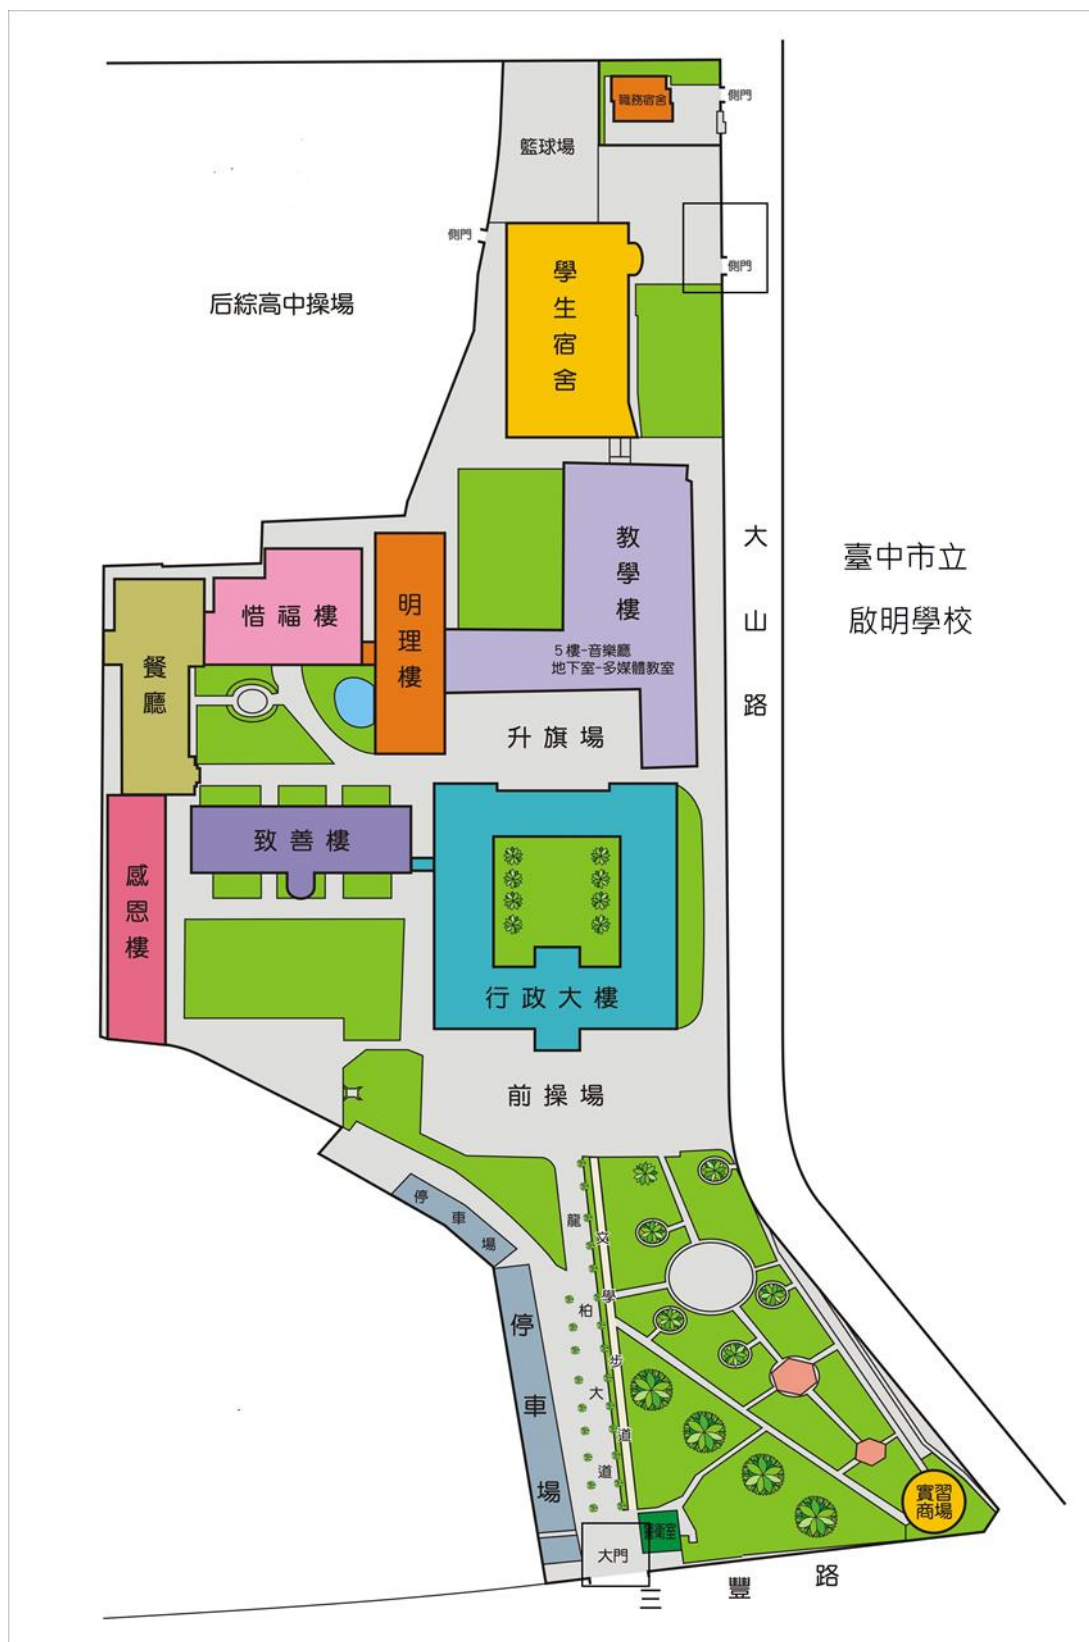 職務宿舍
側門
籃球場
側門
側門
學生宿舍
后綜高中操場
大山路
臺中市立
啟明學校
教學樓
5樓-音樂廳
地下室-多媒體教室
惜福樓
明理樓
餐廳
升旗場
致善樓
感恩樓
行政大樓
前操場
停車場
龍柏大道
文學步道
停車場
實習
商場
警衛室
大門
三豐路